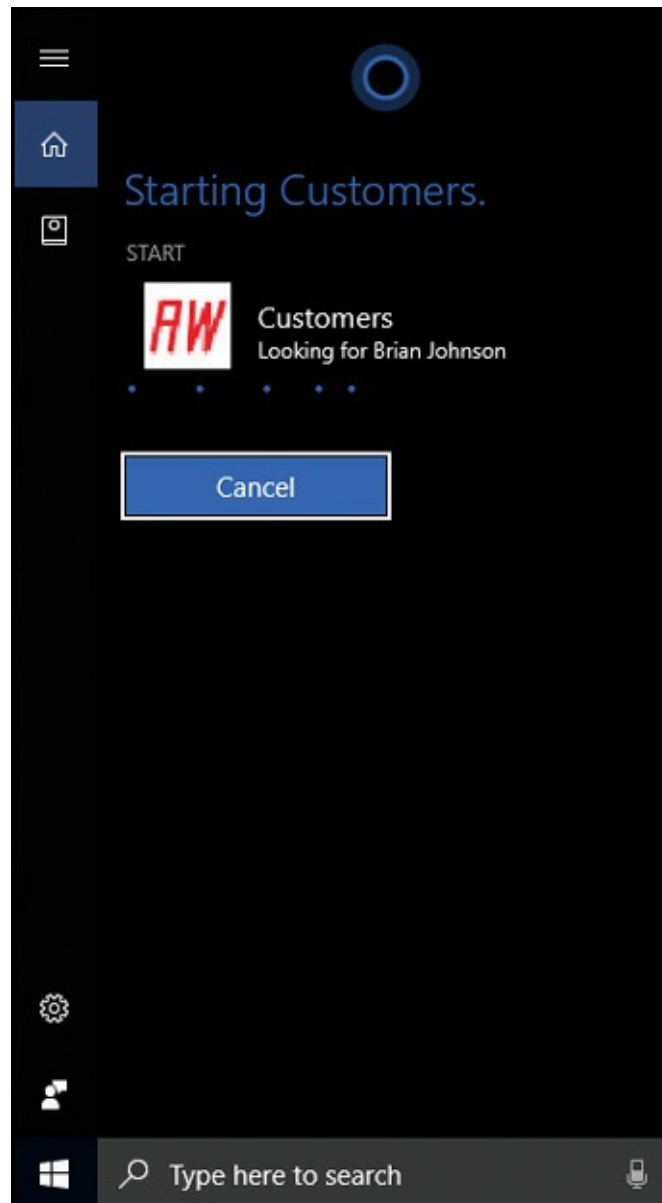 Starting Customers.
START
AW
Customers
Looking for Brian Johnson
Cancel
Type here to search